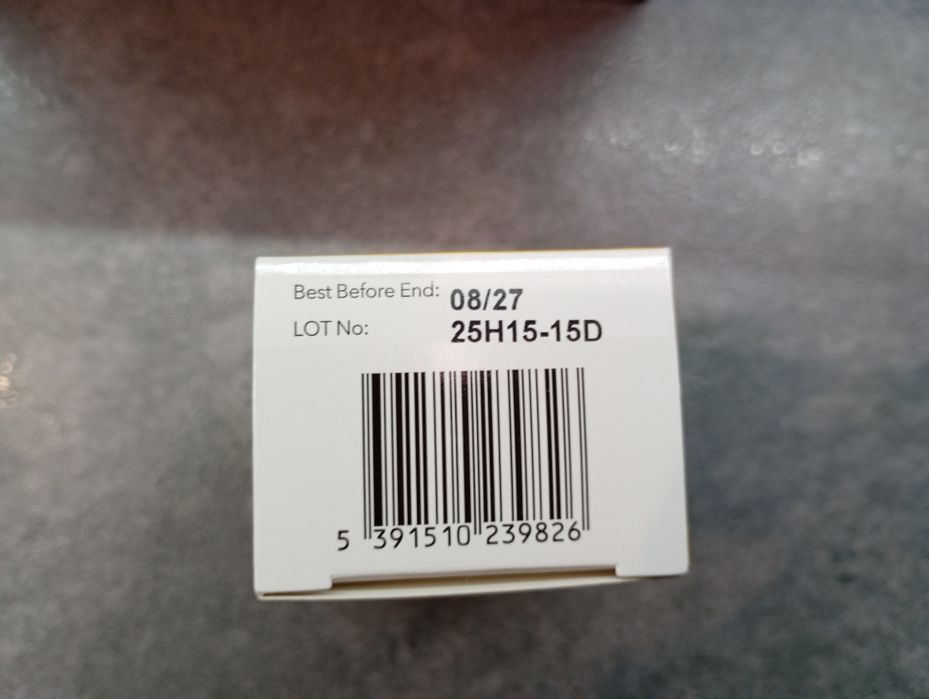 Best Before End: 08/27
LOT No: 25H15-15D
5 391510 239826